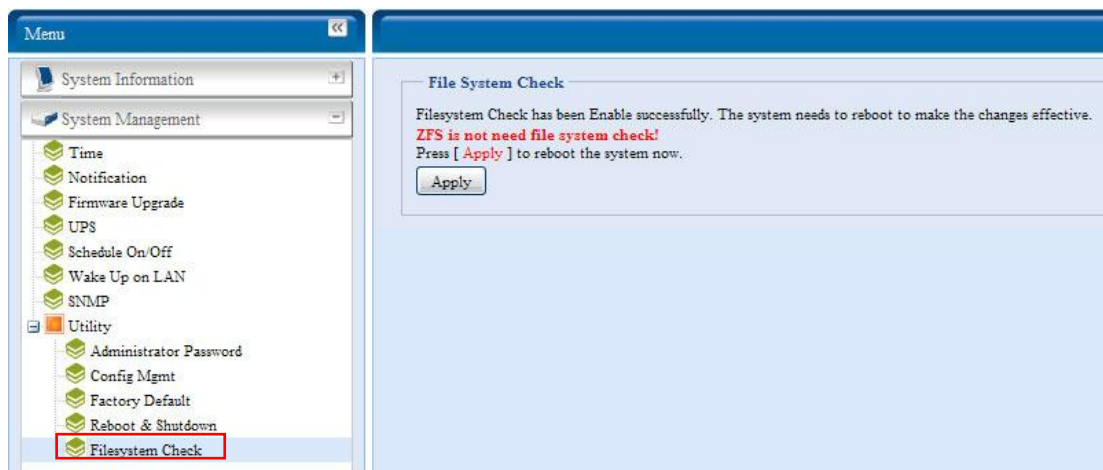 Menu
System Information
System Management
Time
Notification
Firmware Upgrade
UPS
Schedule On/Off
Wake Up on LAN
SNMP
Utility
Administrator Password
Config Mgmt
Factory Default
Reboot & Shutdown
Filesystem Check
File System Check
Filesystem Check has been Enable successfully. The system needs to reboot to make the changes effective.
ZFS is not need file system check!
Press [ Apply ] to reboot the system now.
Apply